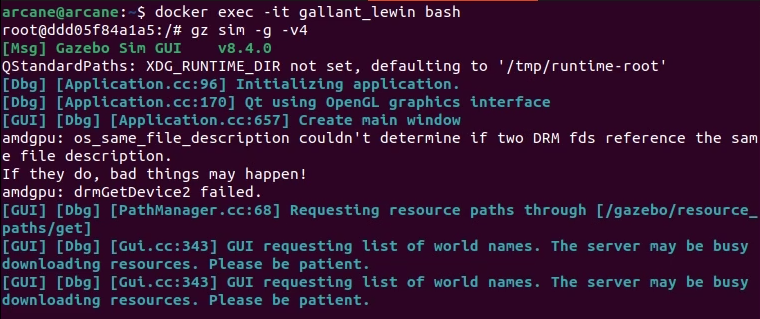 arcane@arcane:~$ docker exec -it gallant_lewin bash
root@ddd05f84a1a5:/# gz sim -g -v4
[Msg] Gazebo Sim GUI    v8.4.0
QStandardPaths: XDG_RUNTIME_DIR not set, defaulting to '/tmp/runtime-root'
[Dbg] [Application.cc:96] Initializing application.
[Dbg] [Application.cc:170] Qt using OpenGL graphics interface
[GUI] [Dbg] [Application.cc:657] Create main window
amdgpu: os_same_file_description couldn't determine if two DRM fds reference the sam
e file description.
If they do, bad things may happen!
amdgpu: drmGetDevice2 failed.
[GUI] [Dbg] [PathManager.cc:68] Requesting resource paths through [/gazebo/resource_
paths/get]
[GUI] [Dbg] [Gui.cc:343] GUI requesting list of world names. The server may be busy
downloading resources. Please be patient.
[GUI] [Dbg] [Gui.cc:343] GUI requesting list of world names. The server may be busy
downloading resources. Please be patient.